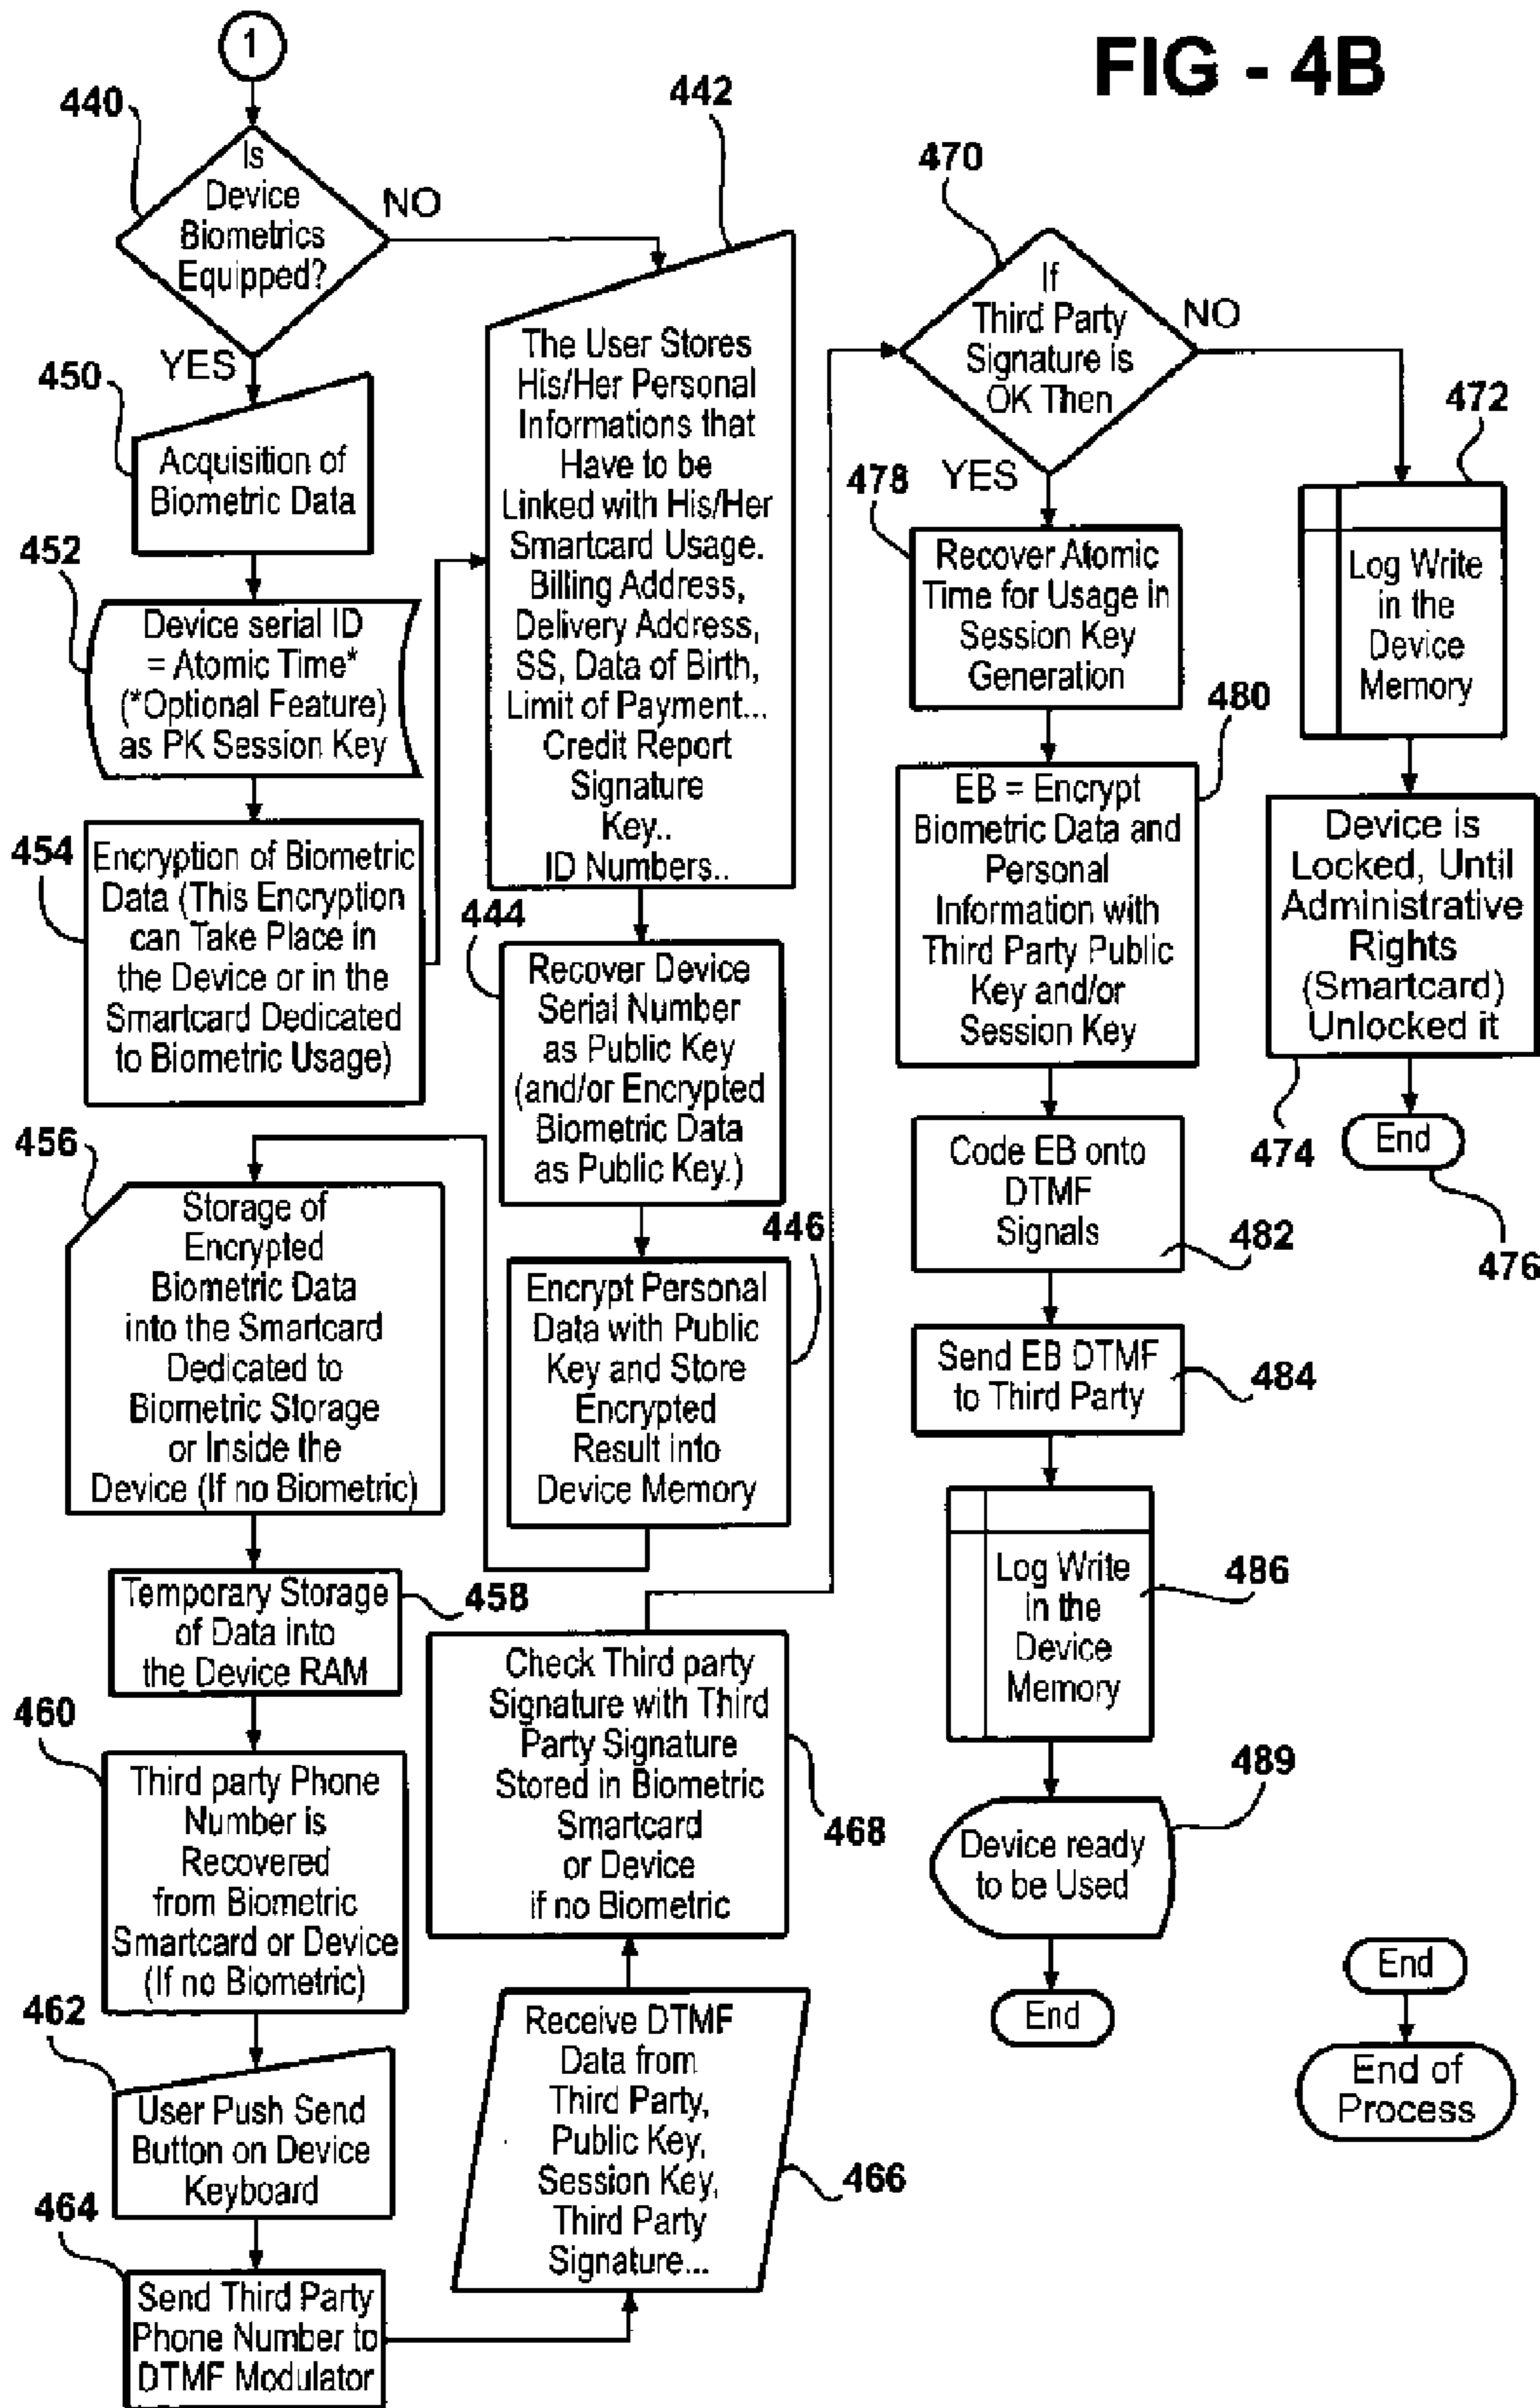 FIG - 4B
1
440
Is
Device
Biometrics
Equipped?
NO
YES
450
Acquisition of
Biometric Data
452
Device serial ID
= Atomic Time*
(*Optional Feature)
as PK Session Key
454
Encryption of Biometric
Data (This Encryption
can Take Place in
the Device or in the
Smartcard Dedicated
to Biometric Usage)
442
The User Stores
His/Her Personal
Informations that
Have to be
Linked with His/Her
Smartcard Usage.
Billing Address,
Delivery Address,
SS, Data of Birth,
Limit of Payment...
Credit Report
Signature
Key..
ID Numbers..
444
Recover Device
Serial Number
as Public Key
(and/or Encrypted
Biometric Data
as Public Key.)
446
Encrypt Personal
Data with Public
Key and Store
Encrypted
Result into
Device Memory
456
Storage of
Encrypted
Biometric Data
into the Smartcard
Dedicated to
Biometric Storage
or Inside the
Device (If no Biometric)
458
Temporary Storage
of Data into
the Device RAM
460
Third party Phone
Number is
Recovered
from Biometric
Smartcard or Device
(If no Biometric)
462
User Push Send
Button on Device
Keyboard
464
Send Third Party
Phone Number to
DTMF Modulator
466
Receive DTMF
Data from
Third Party,
Public Key,
Session Key,
Third Party
Signature...
468
Check Third party
Signature with Third
Party Signature
Stored in Biometric
Smartcard
or Device
if no Biometric
470
If
Third Party
Signature is
OK Then
NO
YES
472
Log Write
in the
Device
Memory
474
Device is
Locked, Until
Administrative
Rights
(Smartcard)
Unlocked it
End
476
478
Recover Atomic
Time for Usage in
Session Key
Generation
480
EB = Encrypt
Biometric Data and
Personal
Information with
Third Party Public
Key and/or
Session Key
Code EB onto
DTMF
Signals
482
Send EB DTMF
to Third Party
484
Log Write
in the
Device
Memory
486
489
Device ready
to be Used
End
End
End of
Process